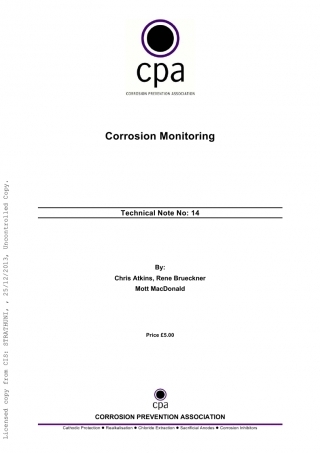 cpa
CORROSION PREVENTION ASSOCIATION
Corrosion Monitoring
Technical Note No: 14
By:
Chris Atkins, Rene Brueckner
Mott MacDonald
Price £5.00
cpa
CORROSION PREVENTION ASSOCIATION
Cathodic Protection ● Realkalisation ● Chloride Extraction ● Sacrificial Anodes ● Corrosion Inhibitors
Licensed copy from CIS: STRATHUNI, , 25/12/2013, Uncontrolled Copy.